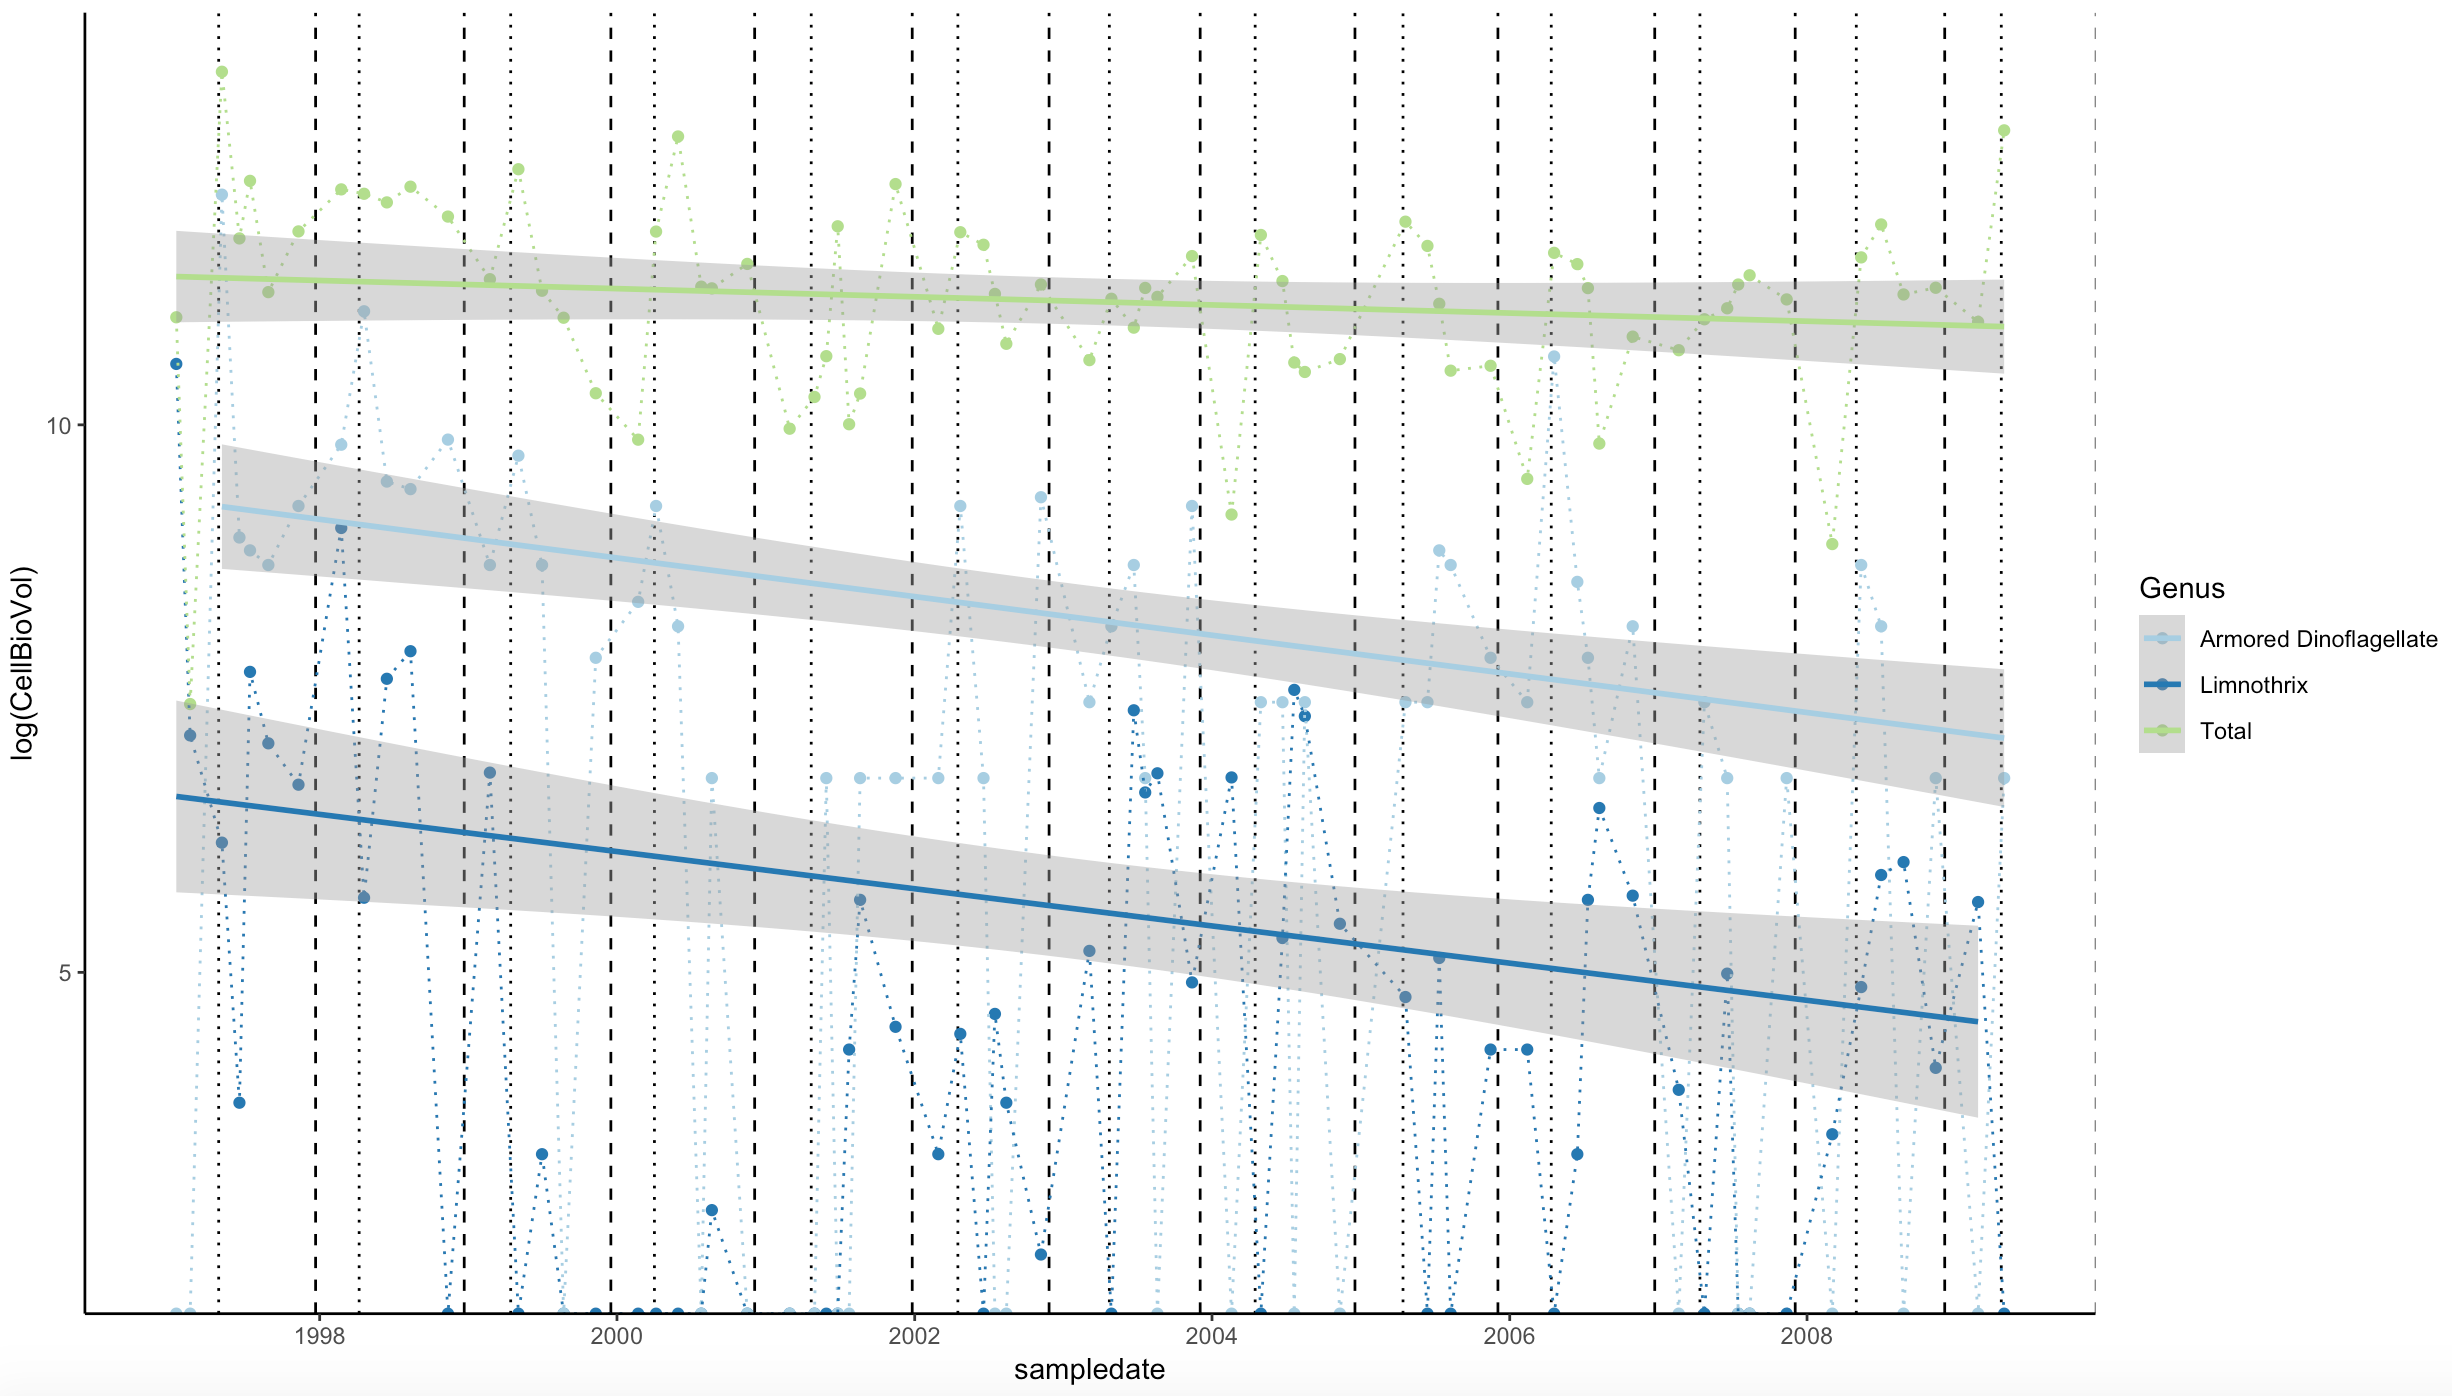 log(CellBioVol)
10
5
1998
2000
2002
2004
2006
2008
sampledate
Genus
Armored Dinoflagellate
Limnothrix
Total